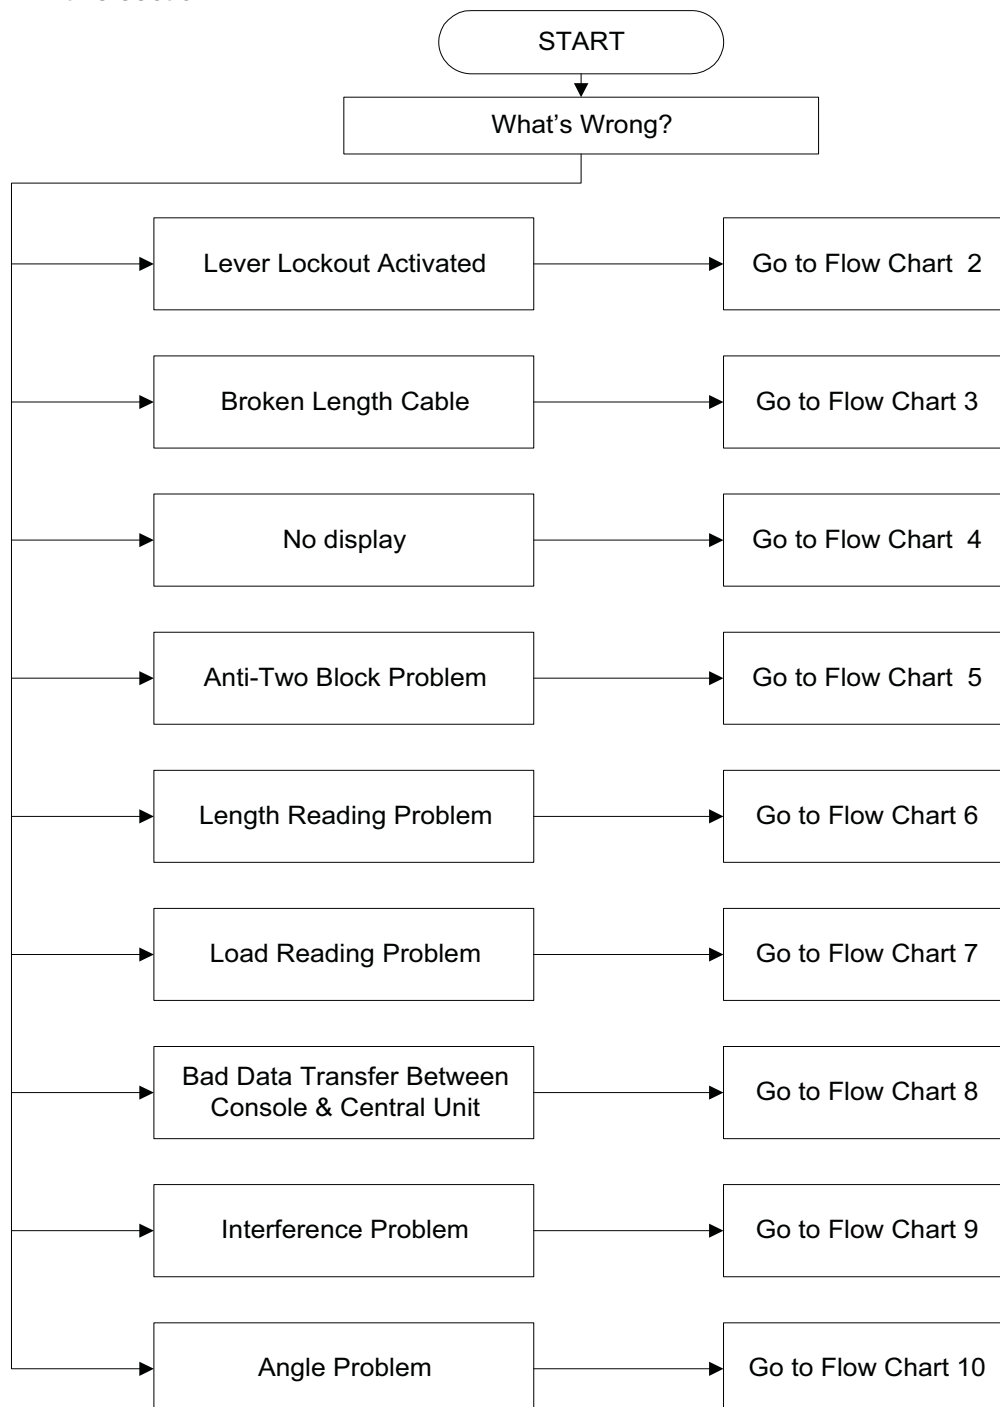 START
What's Wrong?
Lever Lockout Activated
Go to Flow Chart  2
Broken Length Cable
Go to Flow Chart 3
No display
Go to Flow Chart  4
Anti-Two Block Problem
Go to Flow Chart  5
Length Reading Problem
Go to Flow Chart 6
Load Reading Problem
Go to Flow Chart 7
Bad Data Transfer Between
Console & Central Unit
Go to Flow Chart 8
Interference Problem
Go to Flow Chart 9
Angle Problem
Go to Flow Chart 10